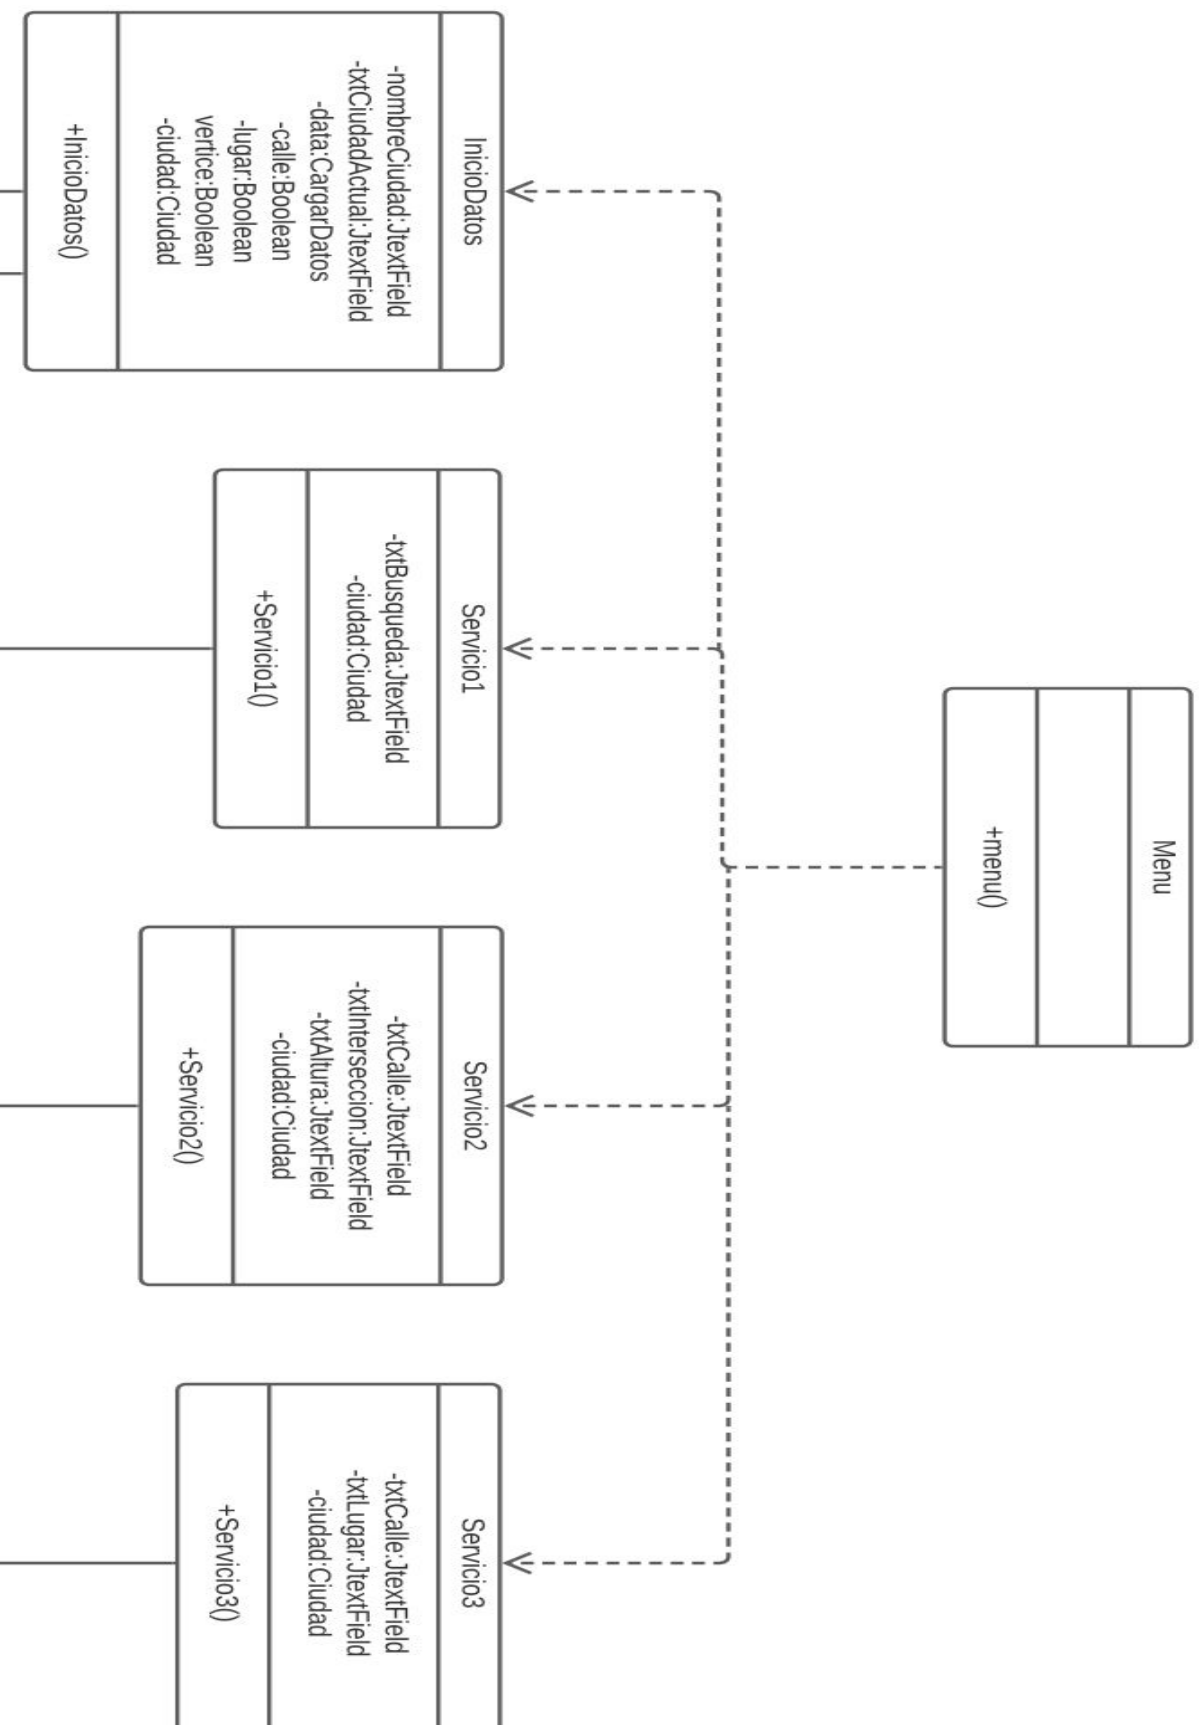 Menu
+menu()
InicioDatos
-nombreCiudad:JtextField
-txtCiudadActual:JtextField
-data:CargarDatos
-calle:Boolean
-lugar:Boolean
vertice:Boolean
-ciudad:Ciudad
+InicioDatos()
Servicio1
-txtBusqueda:JtextField
-ciudad:Ciudad
+Servicio1()
Servicio2
-txtCalle:JtextField
-txtInterseccion:JtextField
-txtAltura:JtextField
-ciudad:Ciudad
+Servicio2()
Servicio3
-txtCalle:JtextField
-txtLugar:JtextField
-ciudad:Ciudad
+Servicio3()